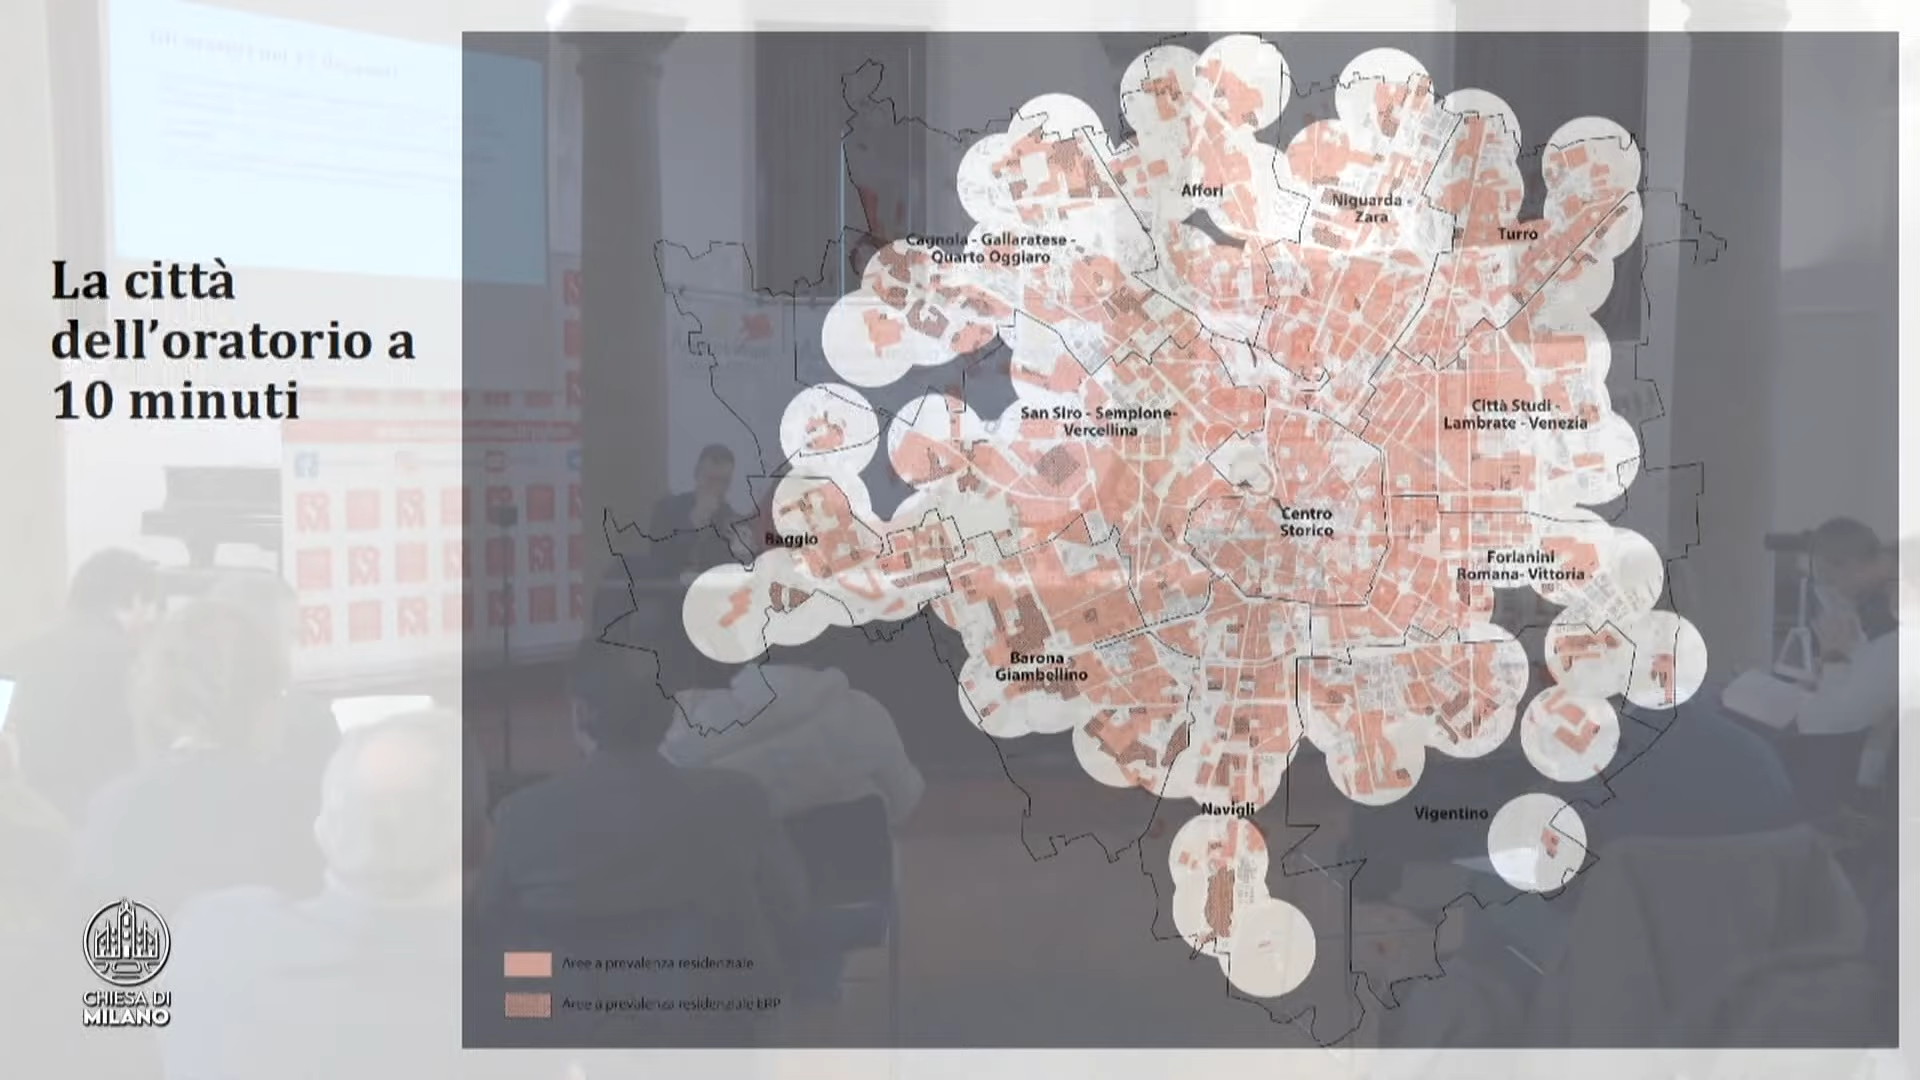 La città
dell’oratorio a
10 minuti
Affori
Niguarda -
Zara
Turro
Cagnola - Gallaratese -
Quarto Oggiaro
San Siro - Sempione-
Vercellina
Città Studi -
Lambrate - Venezia
Centro
Storico
Baggio
Forlanini
Romana- Vittoria
Barona
Giambellino
Navigli
Vigentino
Aree a prevalenza residenziale
Aree a prevalenza residenziale ERP
CHIESA DI
MILANO